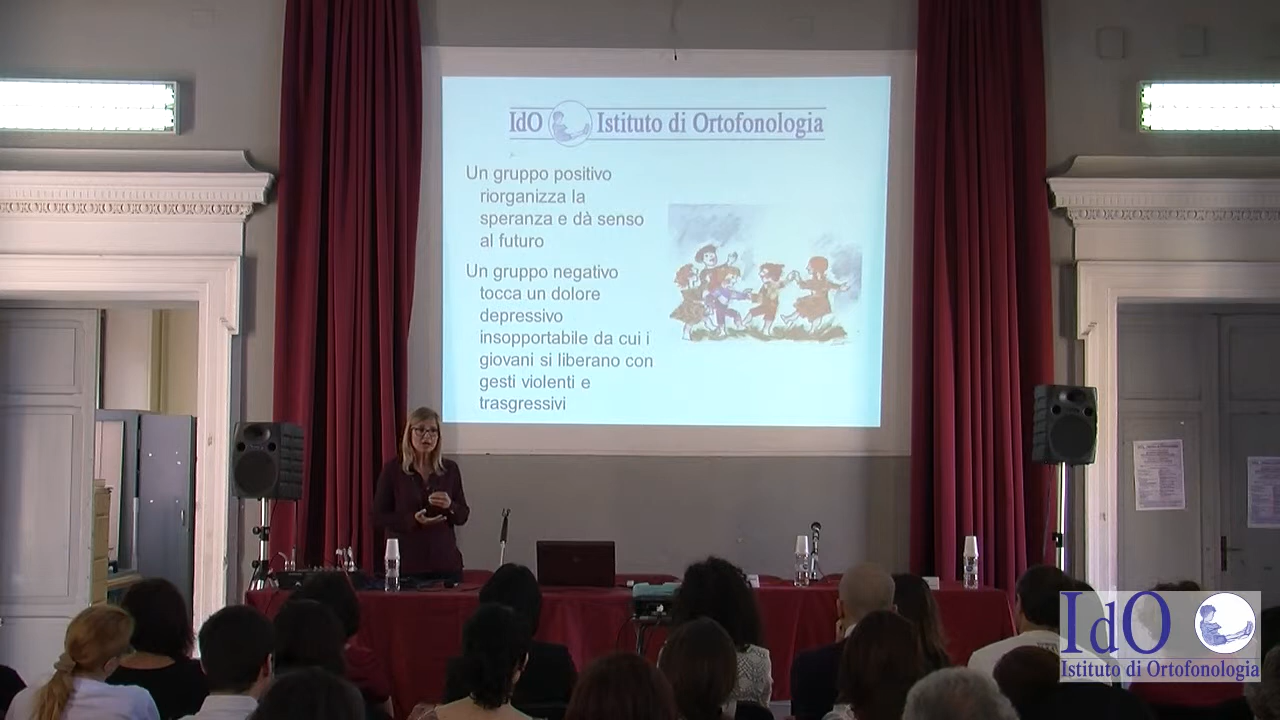 IdO Istituto di Ortofonologia
Un gruppo positivo
riorganizza la
speranza e dà senso
al futuro
Un gruppo negativo
tocca un dolore
depressivo
insopportabile da cui i
giovani si liberano con
gesti violenti e
trasgressivi
IdO
Istituto di Ortofonologia